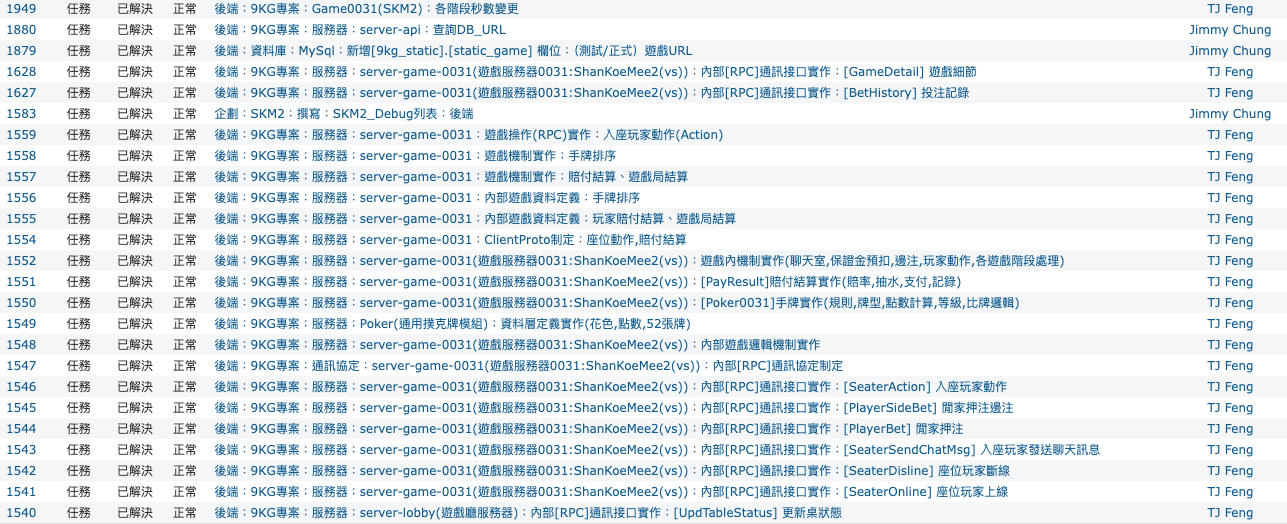 1949 任務 已解決 正常 後端：9KG專案：Game0031(SKM2)：各階段秒數變更 TJ Feng
1880 任務 已解決 正常 後端：9KG專案：服務器：server-api：查詢DB_URL Jimmy Chung
1879 任務 已解決 正常 後端：資料庫：MySql：新增[9kg_static].[static_game] 欄位：（測試/正式）遊戲URL Jimmy Chung
1628 任務 已解決 正常 後端：9KG專案：服務器：server-game-0031(遊戲服務器0031:ShanKoeMee2(vs))：內部[RPC]通訊接口實作：[GameDetail] 遊戲細節 TJ Feng
1627 任務 已解決 正常 後端：9KG專案：服務器：server-game-0031(遊戲服務器0031:ShanKoeMee2(vs))：內部[RPC]通訊接口實作：[BetHistory] 投注記錄 TJ Feng
1583 任務 已解決 正常 企劃：SKM2：撰寫：SKM2_Debug列表：後端 Jimmy Chung
1559 任務 已解決 正常 後端：9KG專案：服務器：server-game-0031：遊戲操作(RPC)實作：入座玩家動作(Action) TJ Feng
1558 任務 已解決 正常 後端：9KG專案：服務器：server-game-0031：遊戲機制實作：手牌排序 TJ Feng
1557 任務 已解決 正常 後端：9KG專案：服務器：server-game-0031：遊戲機制實作：賠付結算、遊戲局結算 TJ Feng
1556 任務 已解決 正常 後端：9KG專案：服務器：server-game-0031：內部遊戲資料定義：手牌排序 TJ Feng
1555 任務 已解決 正常 後端：9KG專案：服務器：server-game-0031：內部遊戲資料定義：玩家賠付結算、遊戲局結算 TJ Feng
1554 任務 已解決 正常 後端：9KG專案：服務器：server-game-0031：ClientProto制定：座位動作,賠付結算 TJ Feng
1552 任務 已解決 正常 後端：9KG專案：服務器：server-game-0031(遊戲服務器0031:ShanKoeMee2(vs))：遊戲內機制實作(聊天室,保證金預扣,邊注,玩家動作,各遊戲階段處理) TJ Feng
1551 任務 已解決 正常 後端：9KG專案：服務器：server-game-0031(遊戲服務器0031:ShanKoeMee2(vs))：[PayResult]賠付結算實作(賠率,抽水,支付,記錄) TJ Feng
1550 任務 已解決 正常 後端：9KG專案：服務器：server-game-0031(遊戲服務器0031:ShanKoeMee2(vs))：[Poker0031]手牌實作(規則,牌型,點數計算,等級,比牌邏輯) TJ Feng
1549 任務 已解決 正常 後端：9KG專案：服務器：Poker(通用撲克牌模組)：資料層定義實作(花色,點數,52張牌) TJ Feng
1548 任務 已解決 正常 後端：9KG專案：服務器：server-game-0031(遊戲服務器0031:ShanKoeMee2(vs))：內部遊戲邏輯機制實作 TJ Feng
1547 任務 已解決 正常 後端：9KG專案：通訊協定：server-game-0031(遊戲服務器0031:ShanKoeMee2(vs))：內部[RPC]通訊協定制定 TJ Feng
1546 任務 已解決 正常 後端：9KG專案：服務器：server-game-0031(遊戲服務器0031:ShanKoeMee2(vs))：內部[RPC]通訊接口實作：[SeaterAction] 入座玩家動作 TJ Feng
1545 任務 已解決 正常 後端：9KG專案：服務器：server-game-0031(遊戲服務器0031:ShanKoeMee2(vs))：內部[RPC]通訊接口實作：[PlayerSideBet] 閒家押注邊注 TJ Feng
1544 任務 已解決 正常 後端：9KG專案：服務器：server-game-0031(遊戲服務器0031:ShanKoeMee2(vs))：內部[RPC]通訊接口實作：[PlayerBet] 閒家押注 TJ Feng
1543 任務 已解決 正常 後端：9KG專案：服務器：server-game-0031(遊戲服務器0031:ShanKoeMee2(vs))：內部[RPC]通訊接口實作：[SeaterSendChatMsg] 入座玩家發送聊天訊息 TJ Feng
1542 任務 已解決 正常 後端：9KG專案：服務器：server-game-0031(遊戲服務器0031:ShanKoeMee2(vs))：內部[RPC]通訊接口實作：[SeaterDisline] 座位玩家斷線 TJ Feng
1541 任務 已解決 正常 後端：9KG專案：服務器：server-game-0031(遊戲服務器0031:ShanKoeMee2(vs))：內部[RPC]通訊接口實作：[SeaterOnline] 座位玩家上線 TJ Feng
1540 任務 已解決 正常 後端：9KG專案：服務器：server-lobby(遊戲廳服務器)：內部[RPC]通訊接口實作：[UpdTableStatus] 更新桌狀態 TJ Feng